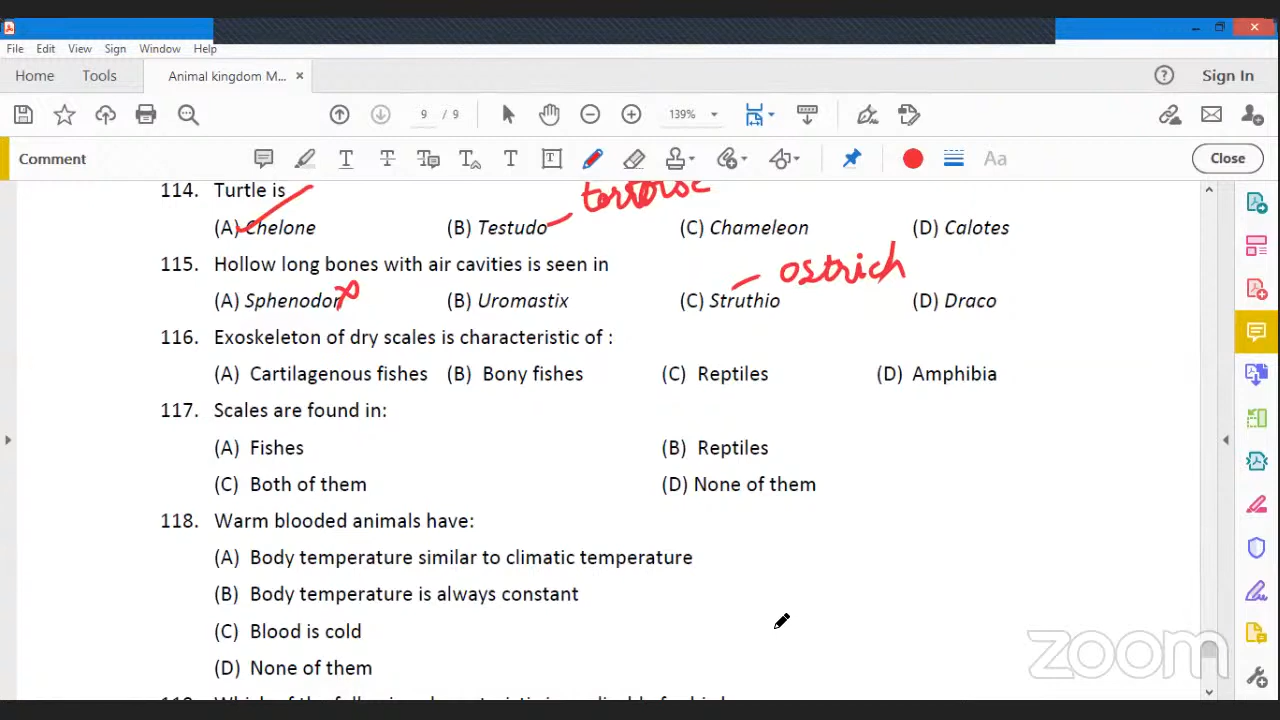 File Edit View Sign Window Help
Home Tools Animal kingdom M... × Sign In
9 / 9 139%
Comment Close
114. Turtle is tortoise
(A) Chelone (B) Testudo (C) Chameleon (D) Calotes
115. Hollow long bones with air cavities is seen in ostrich
(A) Sphenodon (B) Uromastix (C) Struthio (D) Draco
116. Exoskeleton of dry scales is characteristic of :
(A) Cartilagenous fishes (B) Bony fishes (C) Reptiles (D) Amphibia
117. Scales are found in:
(A) Fishes (B) Reptiles
(C) Both of them (D) None of them
118. Warm blooded animals have:
(A) Body temperature similar to climatic temperature
(B) Body temperature is always constant
(C) Blood is cold
(D) None of them
zoom